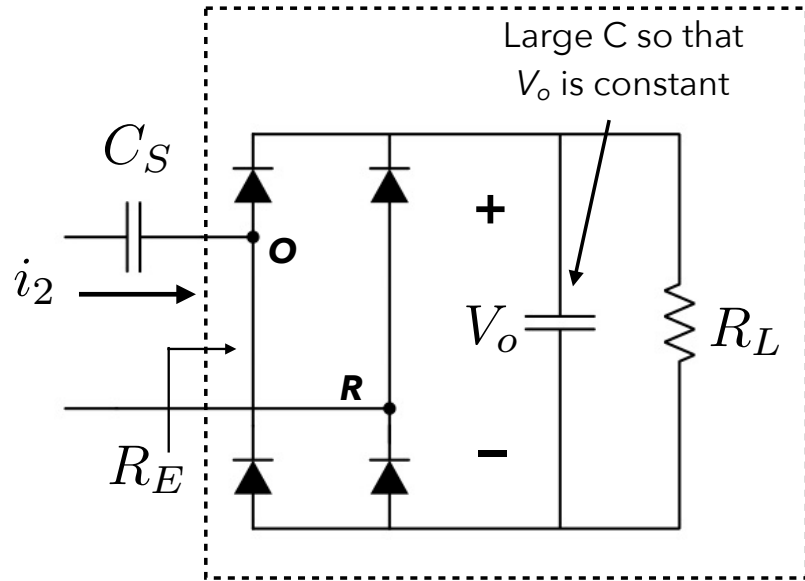 Large C so that
V_o is constant
C_S
+
O
i_2
V_o
R_L
R
R_E
−